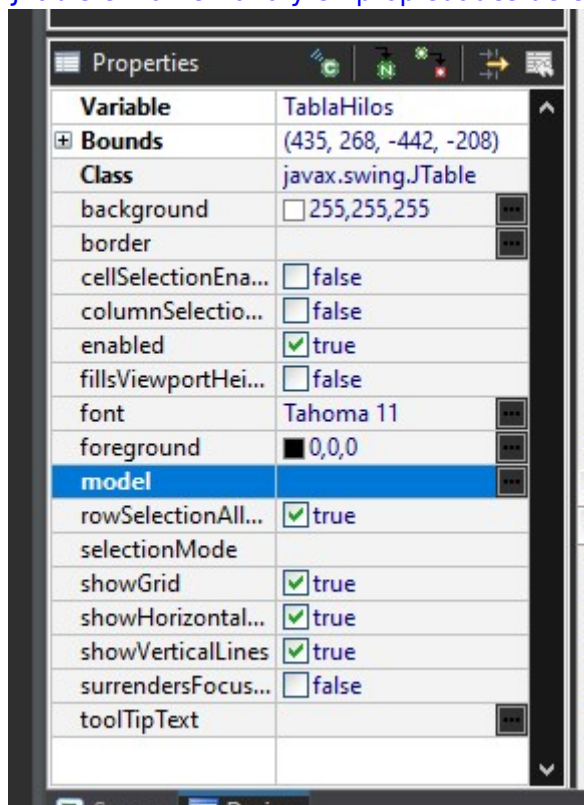 Properties
Variable TablaHilos
Bounds (435, 268, -442, -208)
Class javax.swing.JTable
background 255,255,255
border
cellSelectionEna... false
columnSelectio... false
enabled true
fillsViewportHei... false
font Tahoma 11
foreground 0,0,0
model
rowSelectionAll... true
selectionMode
showGrid true
showHorizontal... true
showVerticalLines true
surrendersFocus... false
toolTipText